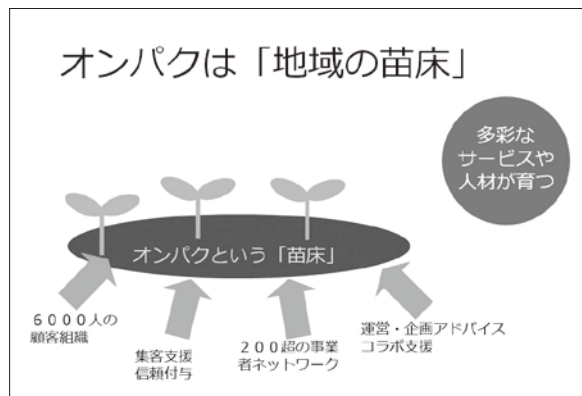 オンパクは「地域の苗床」
多彩な
サービスや
人材が育つ
オンパクという「苗床」
６０００人の
顧客組織
集客支援
信頼付与
２００超の事業
者ネットワーク
運営・企画アドバイス
コラボ支援